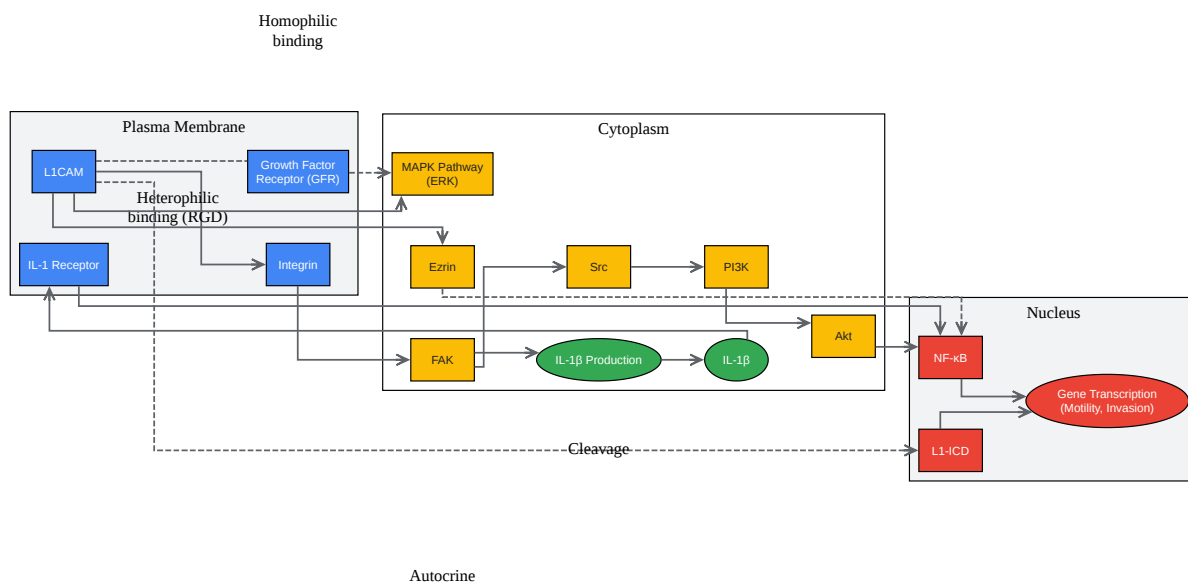 Homophilic
binding
Plasma Membrane
Cytoplasm
L1CAM
Growth Factor
Receptor (GFR)
MAPK Pathway
(ERK)
Heterophilic
binding (RGD)
IL-1 Receptor
Integrin
Ezrin
Src
PI3K
Nucleus
Akt
FAK
IL-1β Production
IL-1β
NF-κB
Gene Transcription
(Motility, Invasion)
Cleavage
L1-ICD
Autocrine